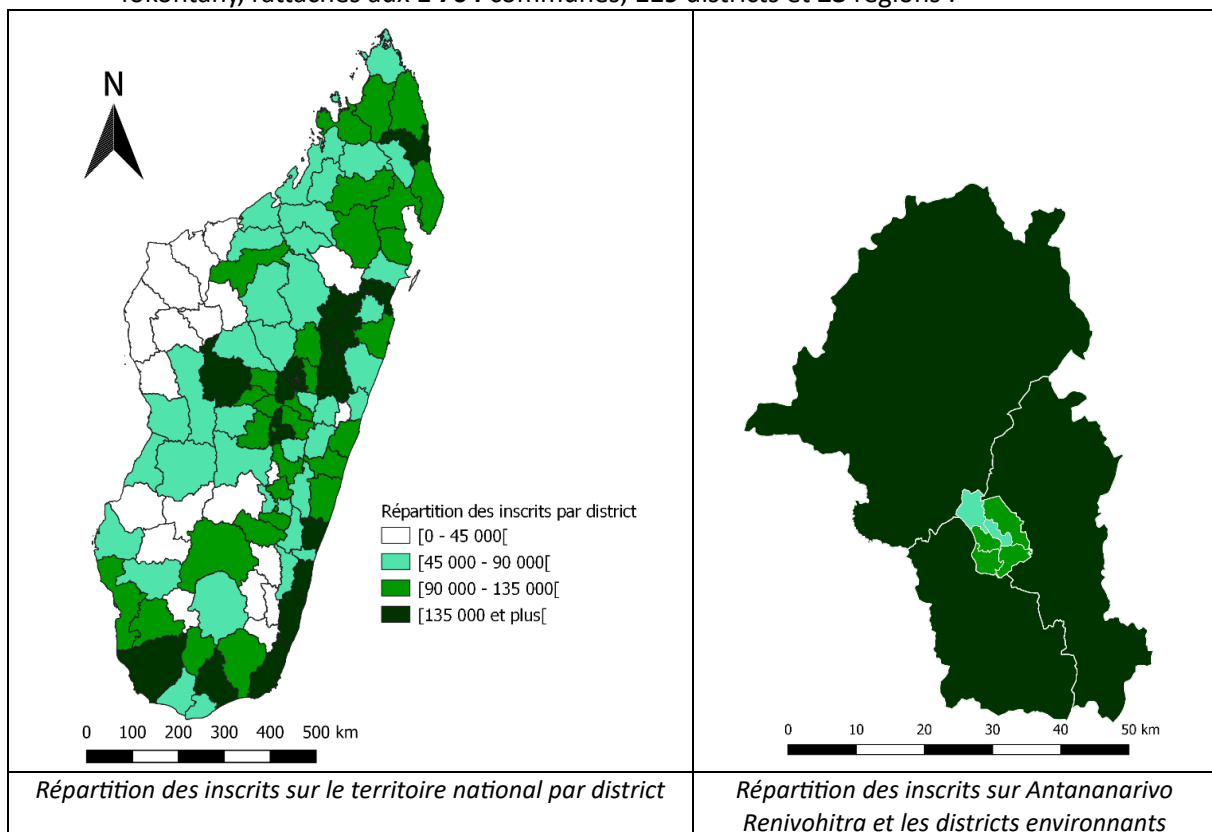 N
Répartition des inscrits par district
[0 - 45 000[
[45 000 - 90 000[
[90 000 - 135 000[
[135 000 et plus[
0 100 200 300 400 500 km
0 10 20 30 40 50 km
Répartition des inscrits sur le territoire national par district
Répartition des inscrits sur Antananarivo
Renivohitra et les districts environnants